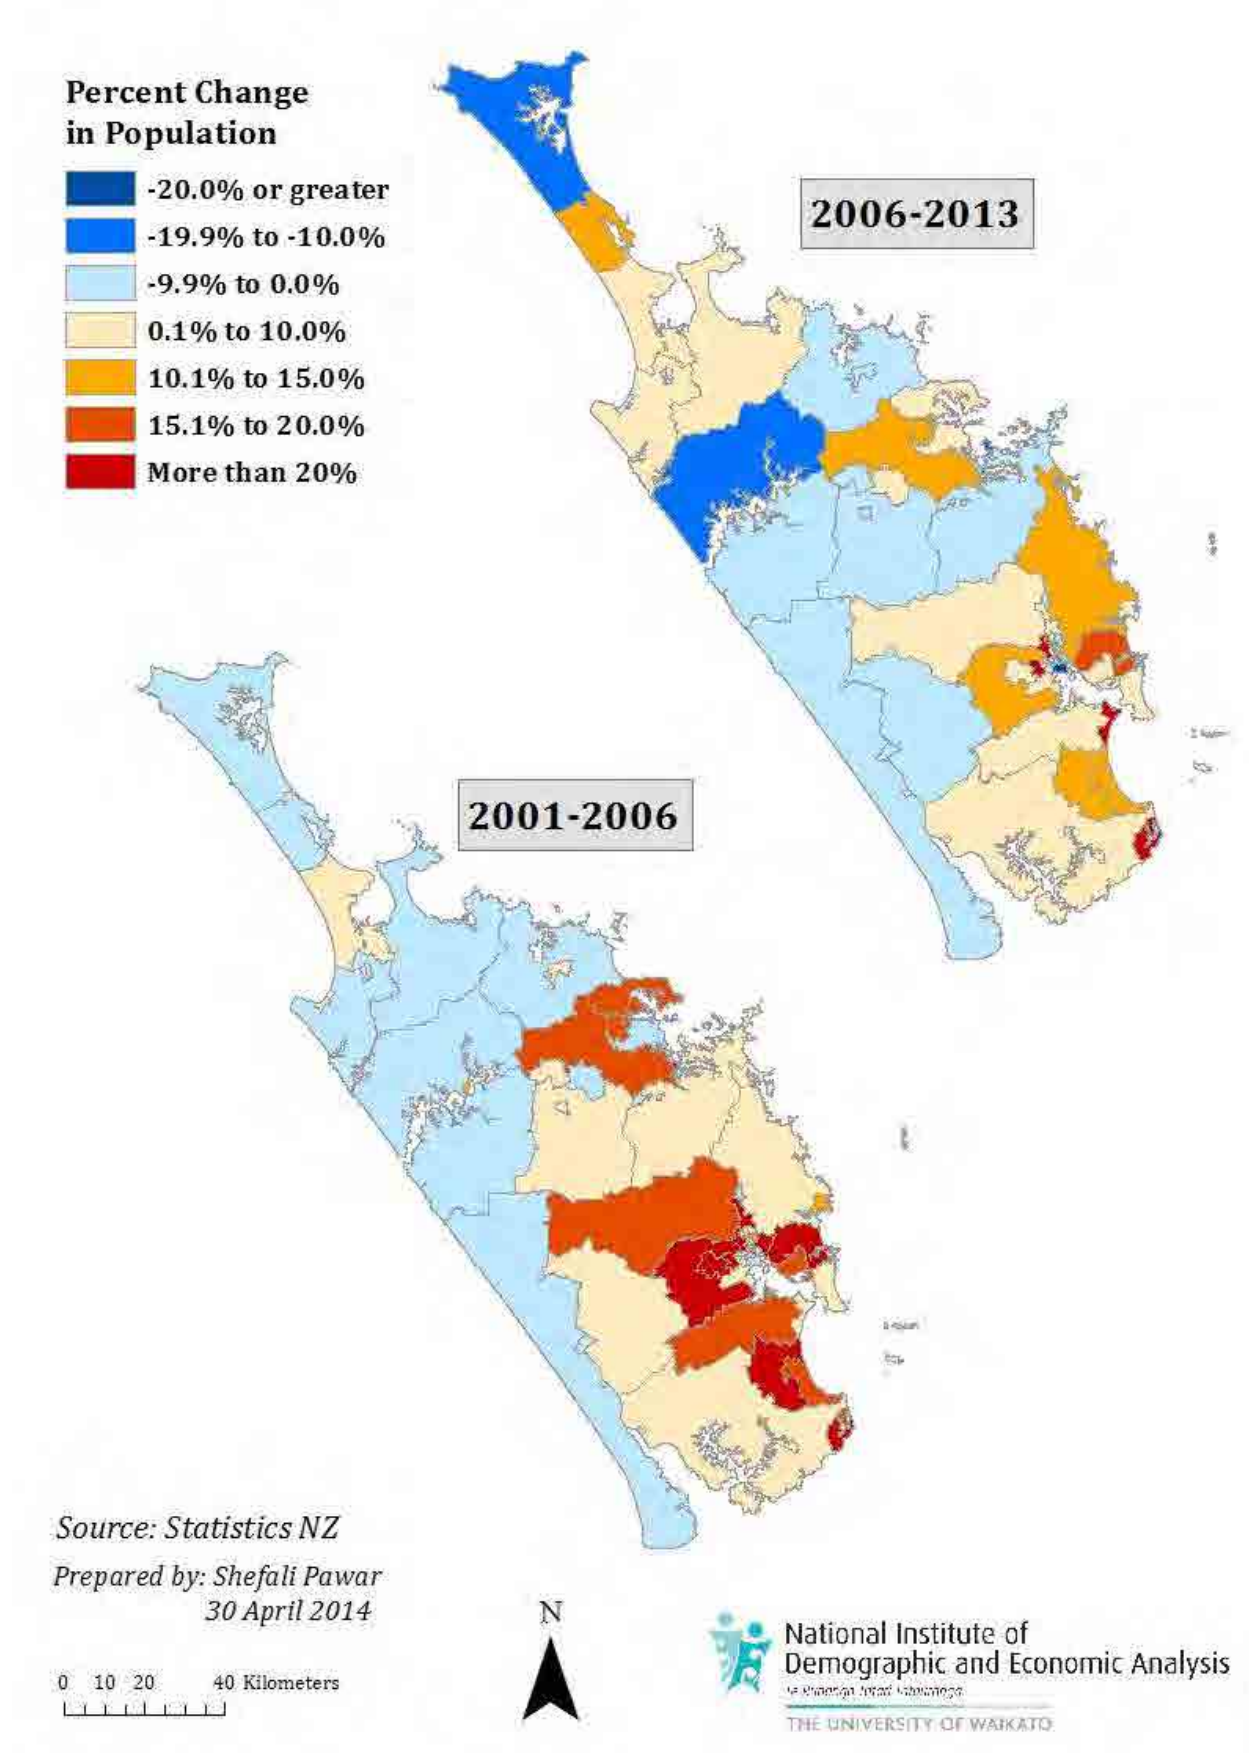 Percent Change
in Population
-20.0% or greater
-19.9% to -10.0%
-9.9% to 0.0%
0.1% to 10.0%
10.1% to 15.0%
15.1% to 20.0%
More than 20%
2006-2013
2001-2006
Source: Statistics NZ
Prepared by: Shefali Pawar
30 April 2014
0 10 20 40 Kilometers
N
National Institute of
Demographic and Economic Analysis
THE UNIVERSITY OF WAIKATO